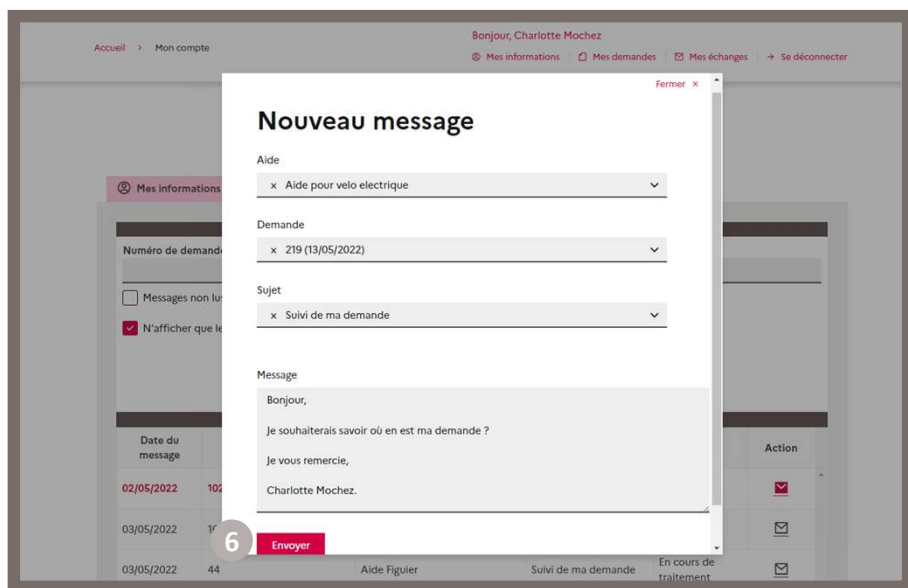 Bonjour, Charlotte Mochez
Accueil > Mon compte
Mes informations Mes demandes Mes échanges → Se déconnecter
Fermer ×
Nouveau message
Aide
× Aide pour velo electrique
Mes informations
Demande
Numéro de demande
× 219 (13/05/2022)
Sujet
Messages non lus
× Suivi de ma demande
N'afficher que le
Message
Bonjour,
Je souhaiterais savoir où en est ma demande ?
Je vous remercie,
Charlotte Mochez.
Date du
message
Action
02/05/2022 102
03/05/2022
6 Envoyer
03/05/2022 44 Aide Figuier Suivi de ma demande En cours de
traitement